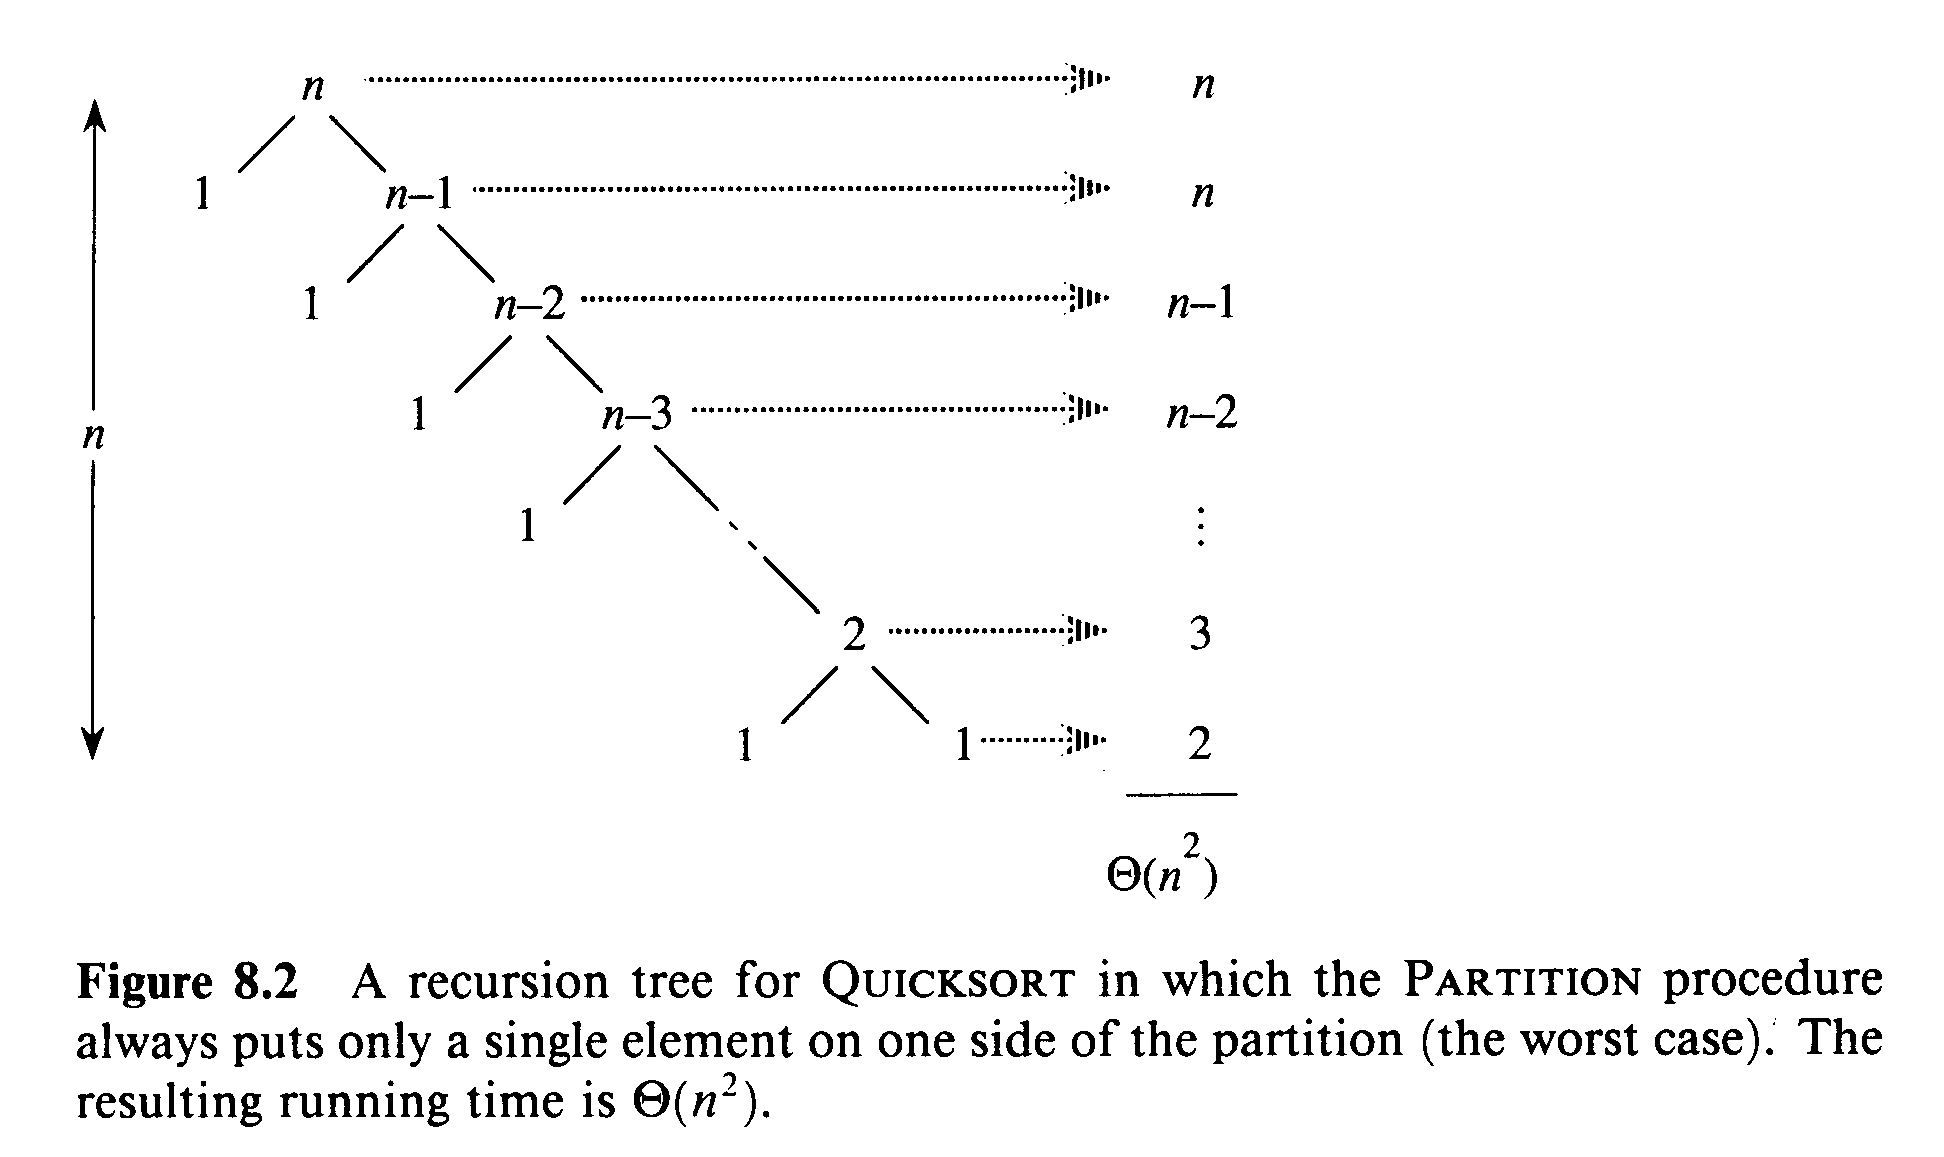 n n
1 n–1 n
1 n–2 n–1
1 n–3 n–2
n
1 ⋮
2 3
1 1 2
Θ(n²)
Figure 8.2 A recursion tree for QUICKSORT in which the PARTITION procedure
always puts only a single element on one side of the partition (the worst case). The
resulting running time is Θ(n²).